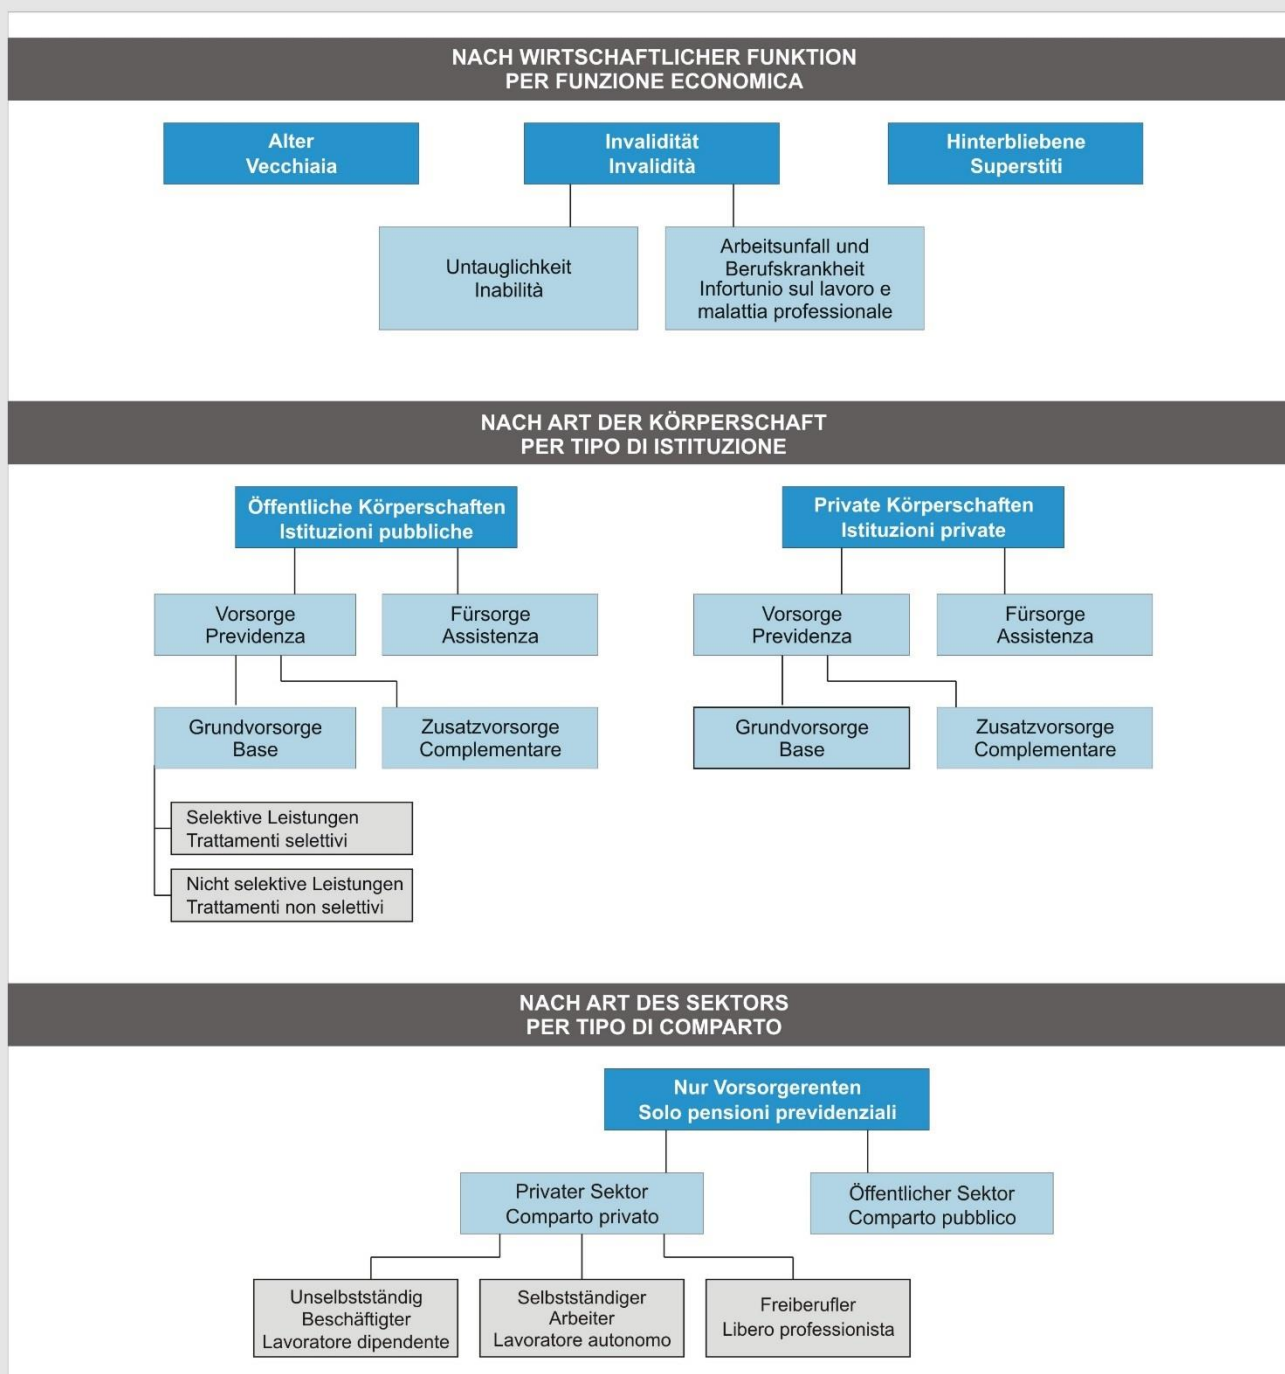 NACH WIRTSCHAFTLICHER FUNKTION
PER FUNZIONE ECONOMICA
Alter
Vecchiaia
Invalidität
Invalidità
Hinterbliebene
Superstiti
Untauglichkeit
Inabilità
Arbeitsunfall und
Berufskrankheit
Infortunio sul lavoro e
malattia professionale
NACH ART DER KÖRPERSCHAFT
PER TIPO DI ISTITUZIONE
Öffentliche Körperschaften
Istituzioni pubbliche
Private Körperschaften
Istituzioni private
Vorsorge
Previdenza
Fürsorge
Assistenza
Vorsorge
Previdenza
Fürsorge
Assistenza
Grundvorsorge
Base
Zusatzvorsorge
Complementare
Grundvorsorge
Base
Zusatzvorsorge
Complementare
Selektive Leistungen
Trattamenti selettivi
Nicht selektive Leistungen
Trattamenti non selettivi
NACH ART DES SEKTORS
PER TIPO DI COMPARTO
Nur Vorsorgerenten
Solo pensioni previdenziali
Privater Sektor
Comparto privato
Öffentlicher Sektor
Comparto pubblico
Unselbstständig
Beschäftigter
Lavoratore dipendente
Selbstständiger
Arbeiter
Lavoratore autonomo
Freiberufler
Libero professionista